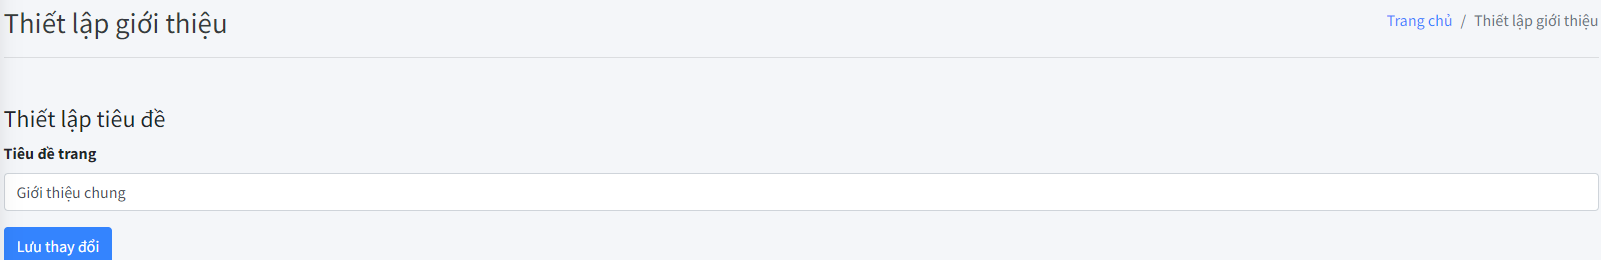 Thiết lập giới thiệu
Trang chủ / Thiết lập giới thiệu
Thiết lập tiêu đề
Tiêu đề trang
Giới thiệu chung
Lưu thay đổi